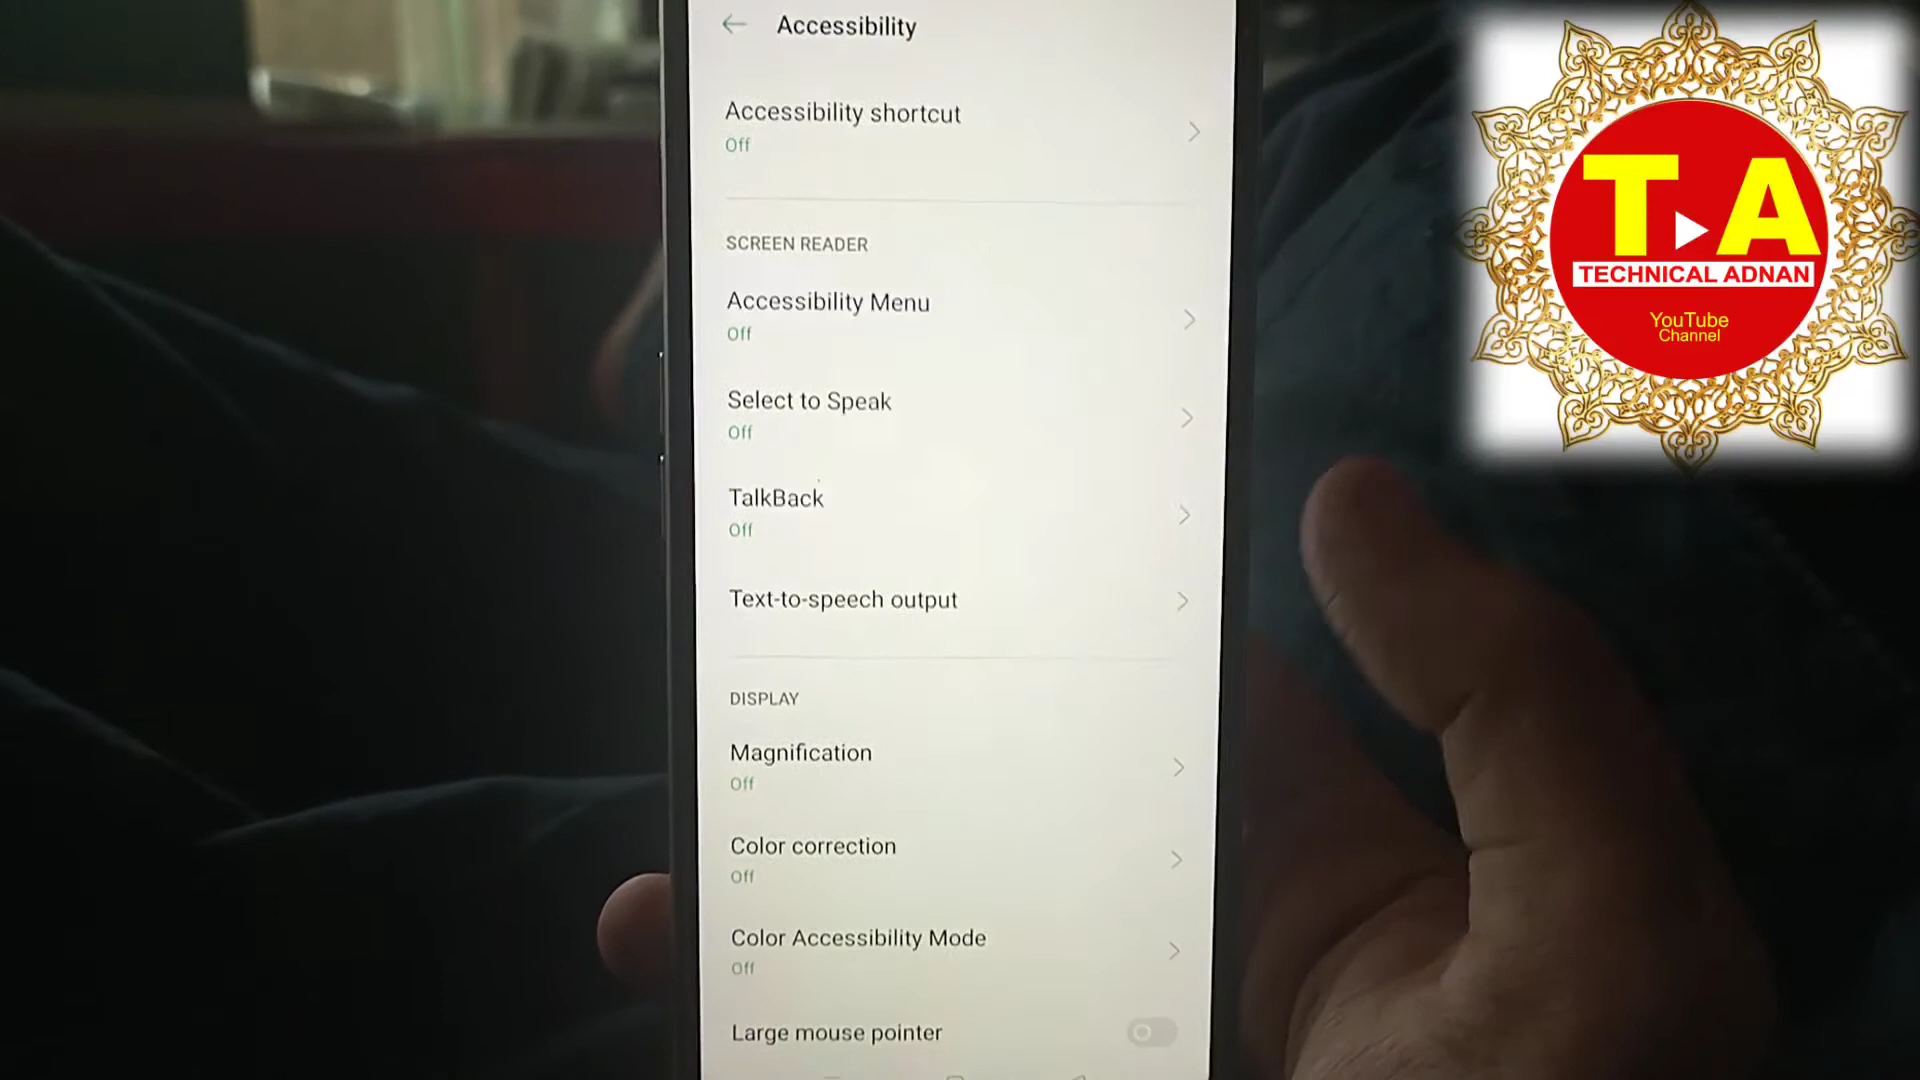 Accessibility
Accessibility shortcut
Off
SCREEN READER
Accessibility Menu
Off
Select to Speak
Off
TalkBack
Off
Text-to-speech output
DISPLAY
Magnification
Off
Color correction
Off
Color Accessibility Mode
Off
Large mouse pointer
T A
TECHNICAL ADNAN
YouTube
Channel